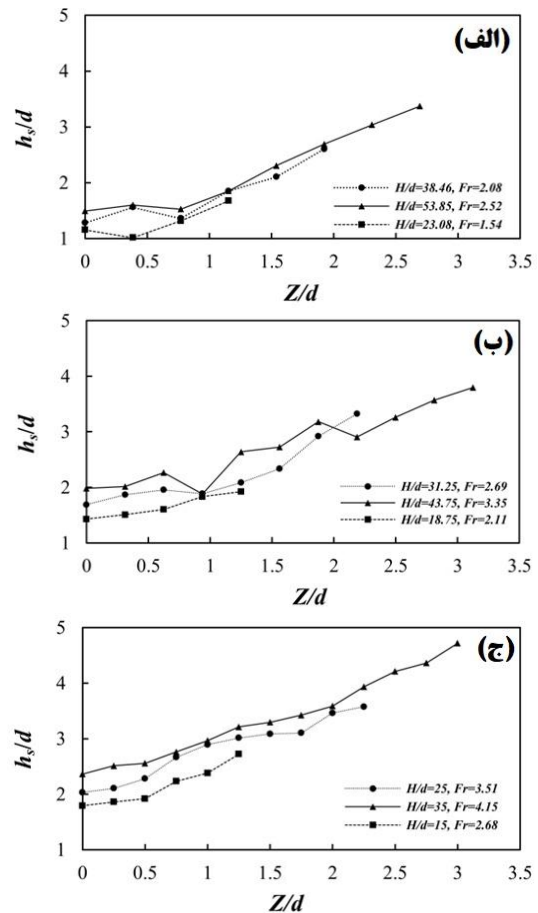 (الف)
5
4
3
2
1
hₛ/d
H/d=38.46, Fr=2.08
H/d=53.85, Fr=2.52
H/d=23.08, Fr=1.54
0 0.5 1 1.5 2 2.5 3 3.5
Z/d
(ب)
5
4
3
2
1
hₛ/d
H/d=31.25, Fr=2.69
H/d=43.75, Fr=3.35
H/d=18.75, Fr=2.11
0 0.5 1 1.5 2 2.5 3 3.5
Z/d
(ج)
5
4
3
2
1
hₛ/d
H/d=25, Fr=3.51
H/d=35, Fr=4.15
H/d=15, Fr=2.68
0 0.5 1 1.5 2 2.5 3 3.5
Z/d